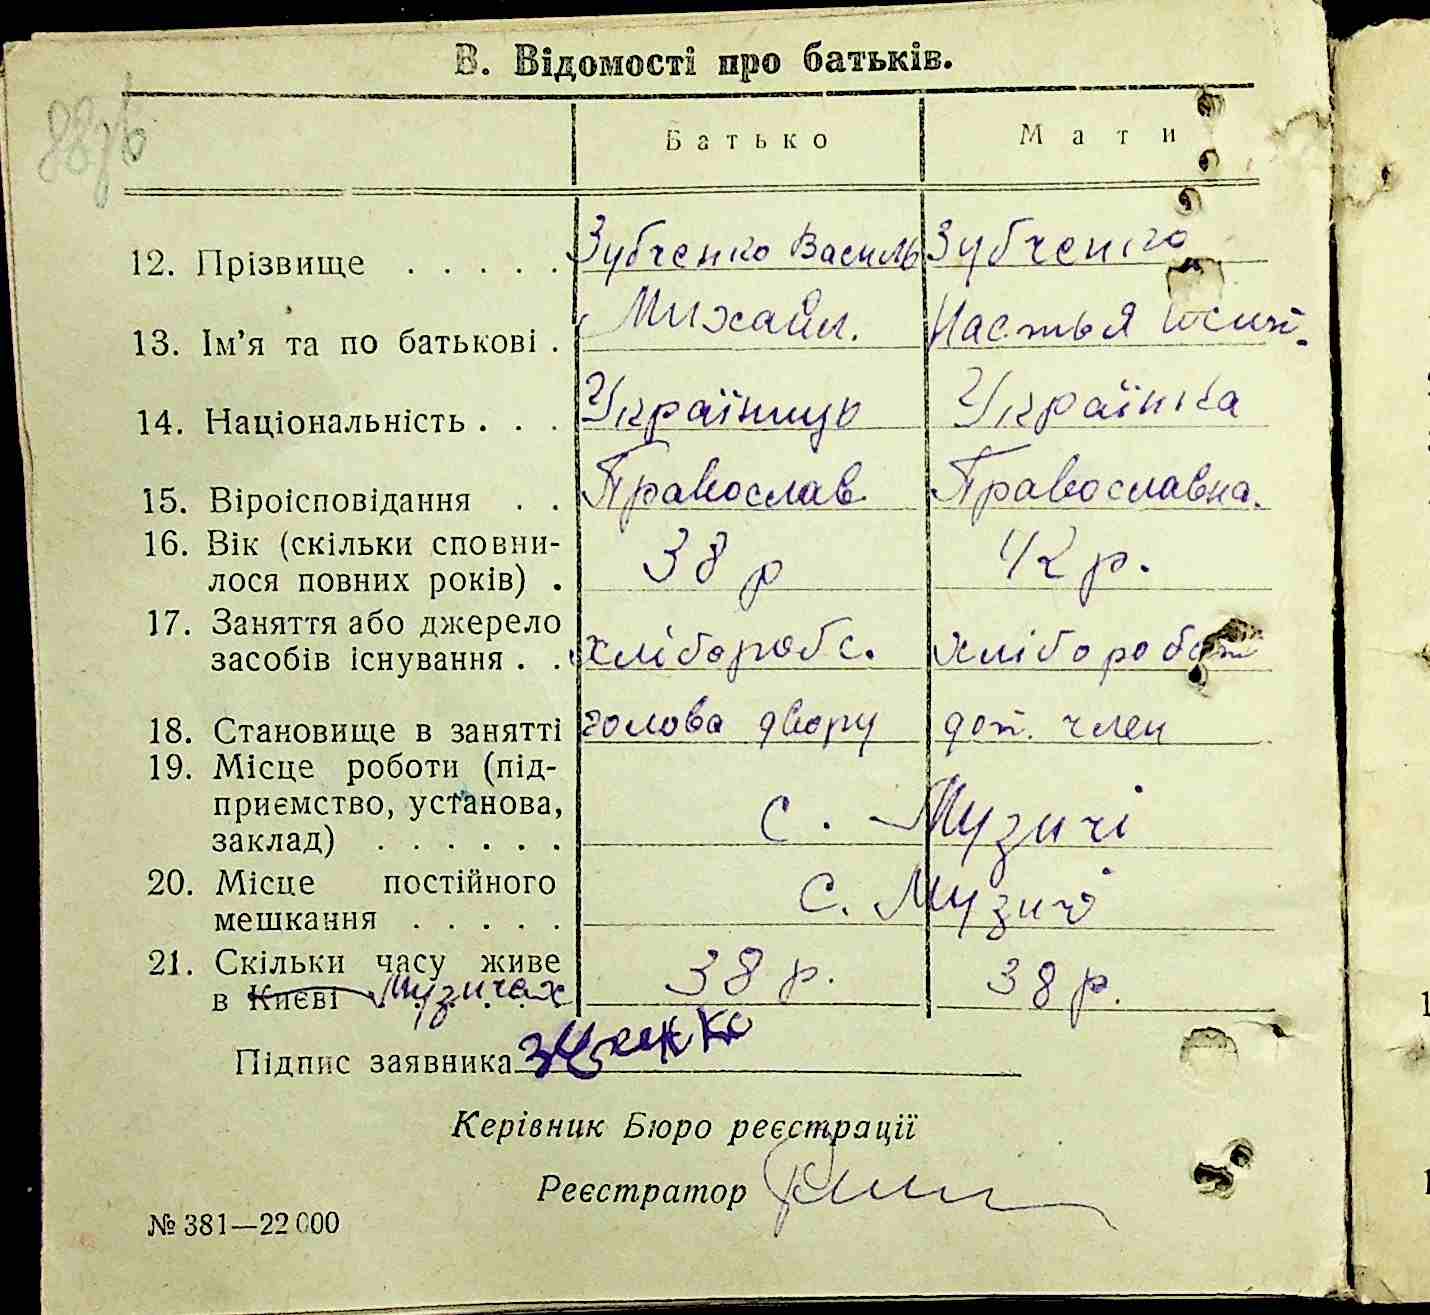 В. Відомості про батьків.
Батько Мати
12. Прізвище . . . . . Зубченко Василь Зубченко
13. Ім'я та по батькові . Михайл. Настья
14. Національність . . . Українць Українка
15. Віроісповідання . . Православ. Православна.
16. Вік (скільки сповни-
лося повних років) . 38 р 42 р.
17. Заняття або джерело
засобів існування . . хлібороб с. хлібороб
18. Становище в занятті голова двору доп. член
19. Місце роботи (під-
приємство, установа,
заклад) . . . . . . с. Музичі
20. Місце постійного
мешкання . . . . . с. Музичі
21. Скільки часу живе
в Києві Музичах 38 р. 38 р.
Підпис заявника
Керівник Бюро реєстрації
Реєстратор
№ 381—22 000